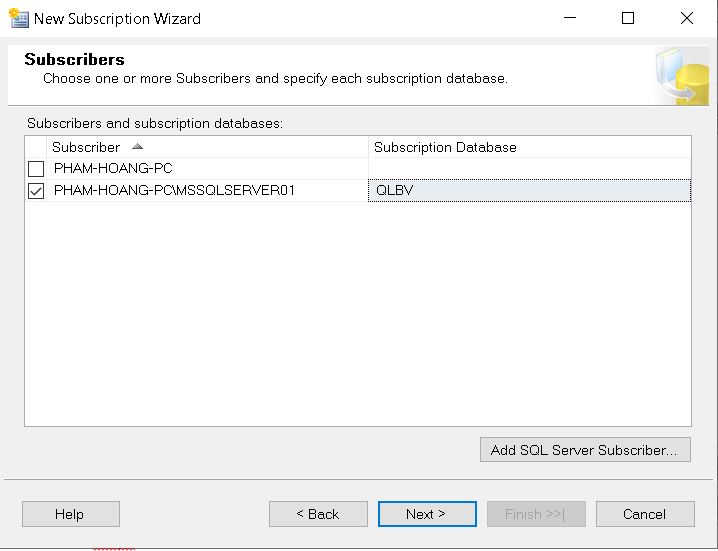 New Subscription Wizard
Subscribers
Choose one or more Subscribers and specify each subscription database.
Subscribers and subscription databases:
Subscriber Subscription Database
PHAM-HOANG-PC
PHAM-HOANG-PC\MSSQLSERVER01 QLBV
Add SQL Server Subscriber...
Help < Back Next > Finish >>| Cancel